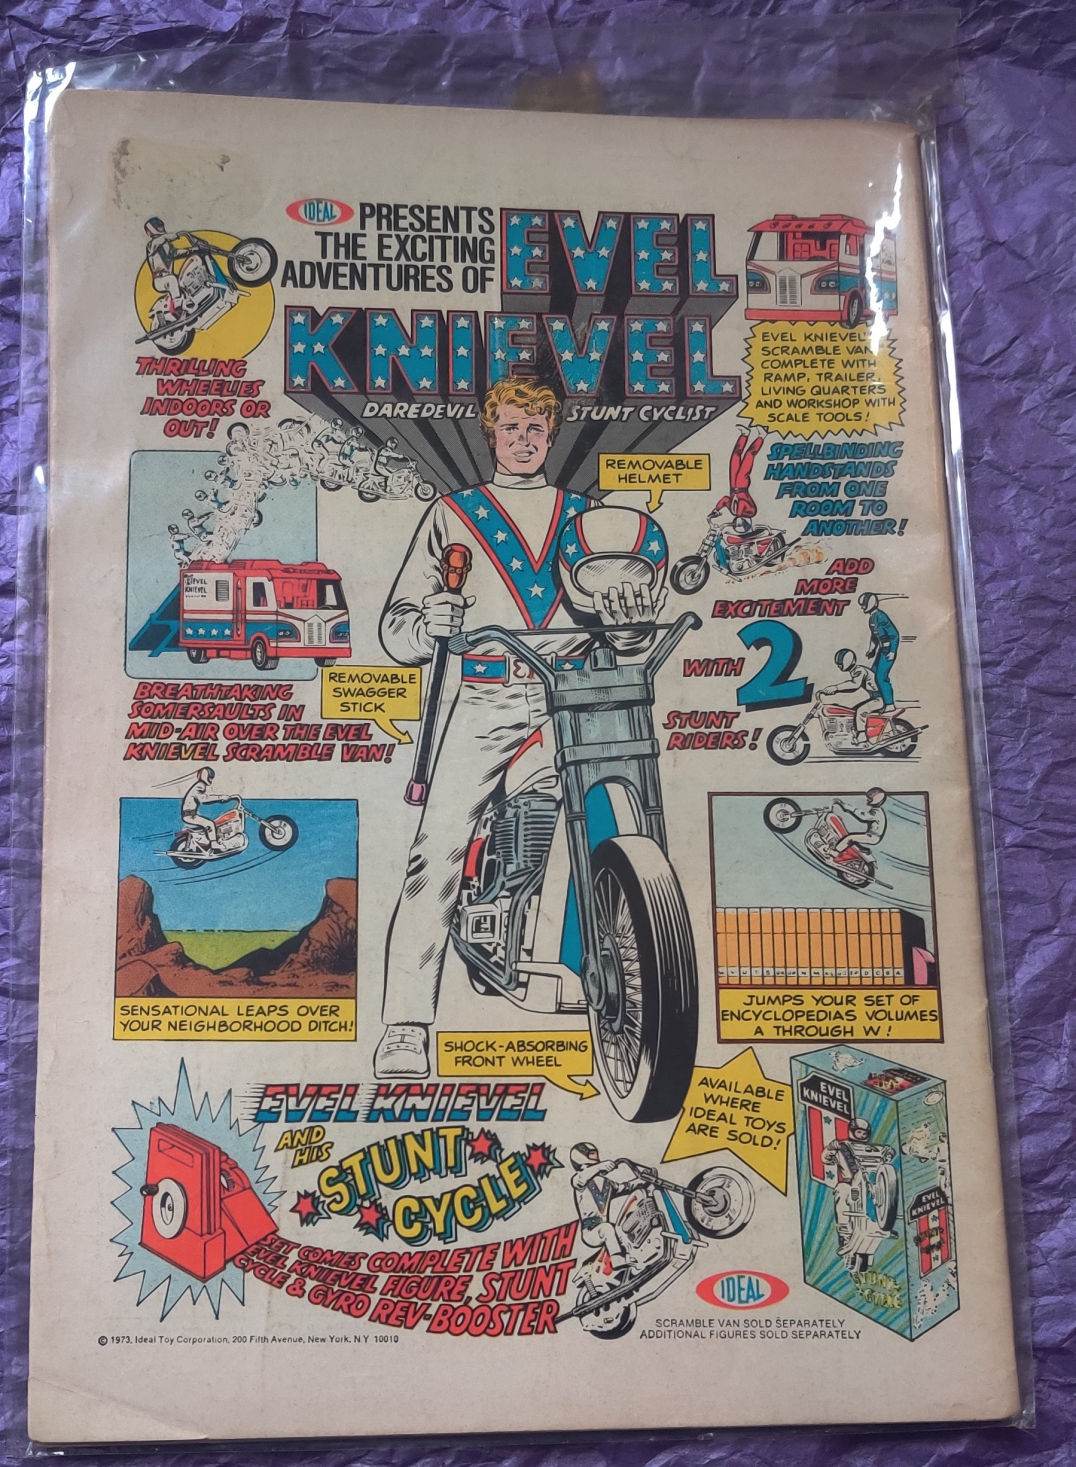 IDEAL PRESENTS
THE EXCITING
ADVENTURES OF
EVEL
KNIEVEL
DAREDEVIL STUNT CYCLIST
THRILLING
WHEELIES
INDOORS OR
OUT!
EVEL KNIEVEL'S
SCRAMBLE VAN
COMPLETE WITH
RAMP, TRAILER,
LIVING QUARTERS
AND WORKSHOP WITH
SCALE TOOLS!
REMOVABLE
HELMET
SPELLBINDING
HANDSTANDS
FROM ONE
ROOM TO
ANOTHER!
EVEL
KNIEVEL
ADD
MORE
EXCITEMENT
WITH 2
STUNT
RIDERS!
REMOVABLE
SWAGGER
STICK
BREATHTAKING
SOMERSAULTS IN
MID-AIR OVER THE EVEL
KNIEVEL SCRAMBLE VAN!
SENSATIONAL LEAPS OVER
YOUR NEIGHBORHOOD DITCH!
JUMPS YOUR SET OF
ENCYCLOPEDIAS VOLUMES
A THROUGH W!
SHOCK-ABSORBING
FRONT WHEEL
AVAILABLE
WHERE
IDEAL TOYS
ARE SOLD!
EVEL KNIEVEL
AND
HIS
STUNT
CYCLE
SET COMES COMPLETE WITH
EVEL KNIEVEL FIGURE, STUNT
CYCLE & GYRO REV-BOOSTER
EVEL
KNIEVEL
EVEL
KNIEVEL
STUNT
CYCLE
IDEAL
SCRAMBLE VAN SOLD SEPARATELY
ADDITIONAL FIGURES SOLD SEPARATELY
© 1973, Ideal Toy Corporation, 200 Fifth Avenue, New York, N Y 10010